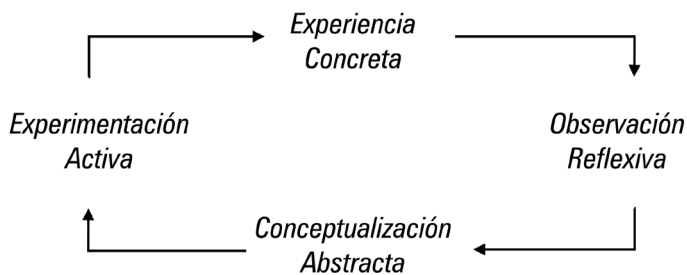 Experiencia
Concreta
Experimentación
Activa
Observación
Reflexiva
Conceptualización
Abstracta